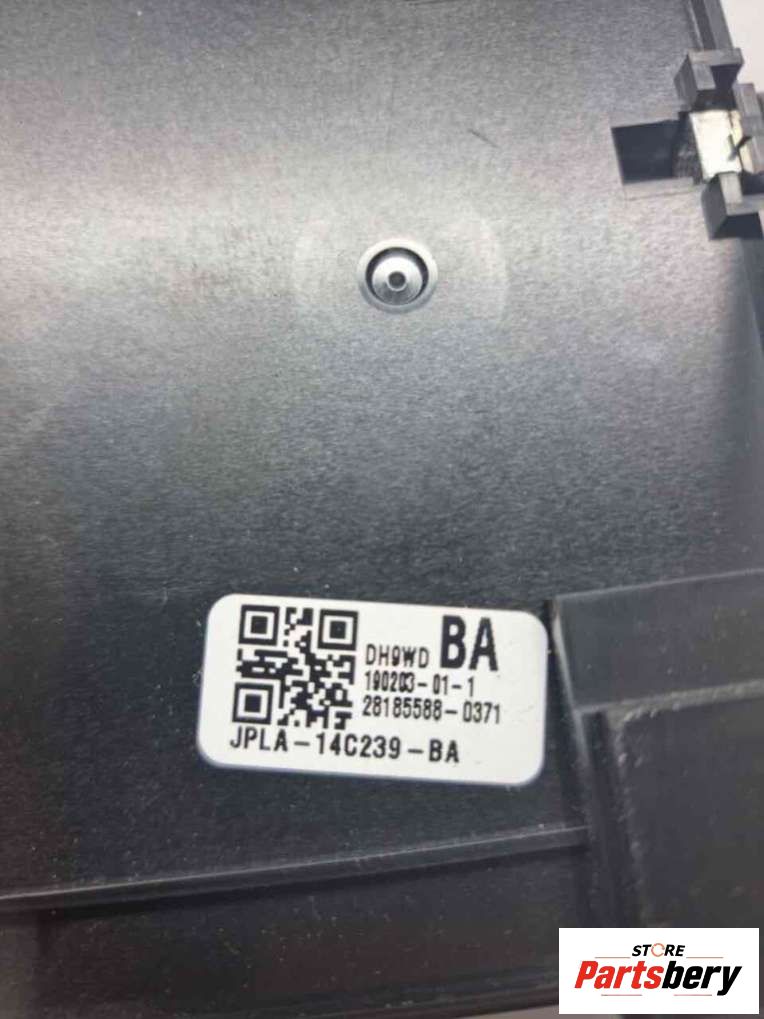 DH9WD BA
190203-01-1
28185588-0371
JPLA-14C239-BA
X
STORE
Partsbery